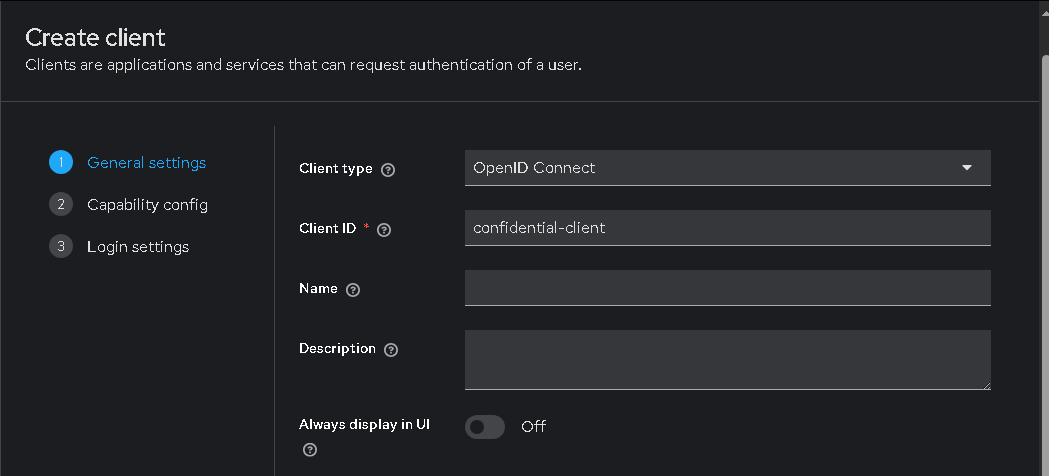 Create client
Clients are applications and services that can request authentication of a user.
1 General settings
2 Capability config
3 Login settings
Client type ?
OpenID Connect
Client ID * ?
confidential-client
Name ?
Description ?
Always display in UI ?
Off